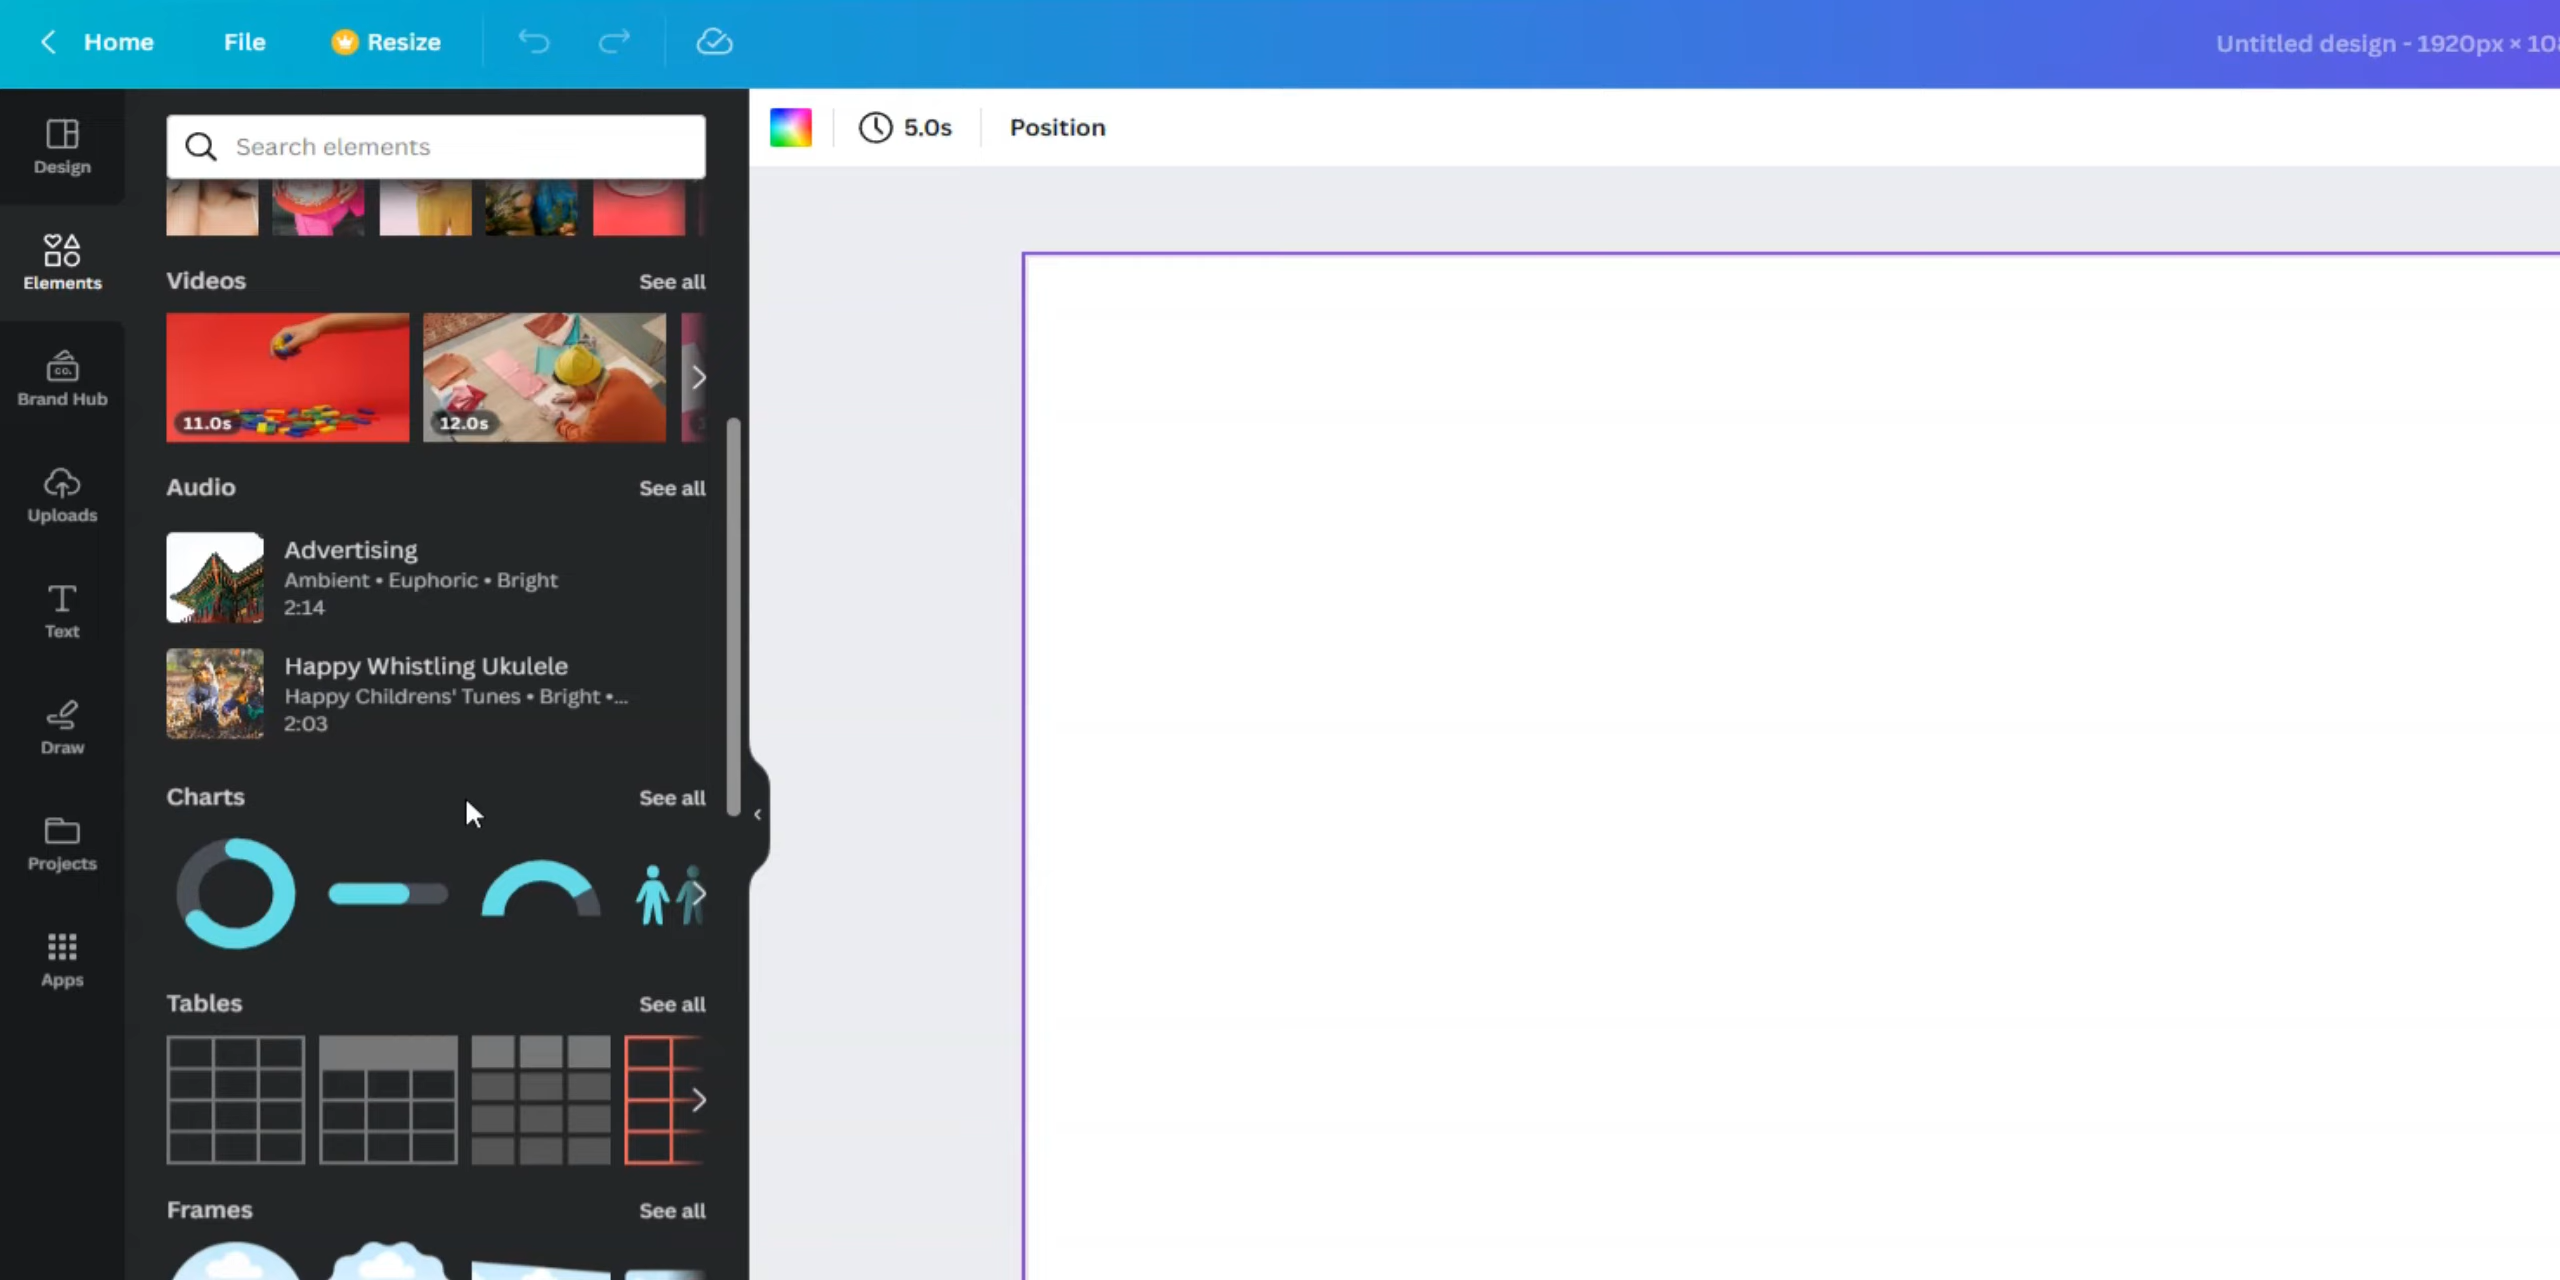 Home File Resize
Untitled design - 1920px × 108
Design
Elements
Brand Hub
CO.
Uploads
Text
Draw
Projects
Apps
Search elements
Videos See all
11.0s 12.0s
Audio See all
Advertising
Ambient • Euphoric • Bright
2:14
Happy Whistling Ukulele
Happy Childrens' Tunes • Bright •...
2:03
Charts See all
Tables See all
Frames See all
5.0s Position